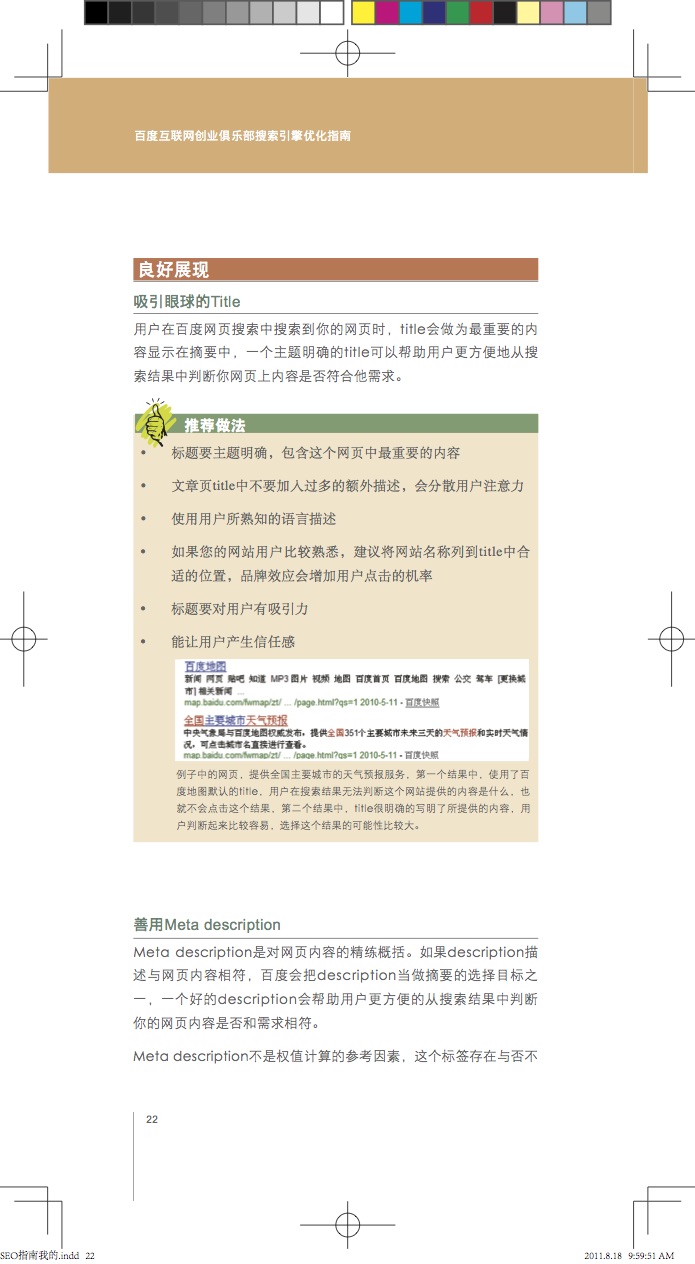 百度互联网创业俱乐部搜索引擎优化指南
良好展现
吸引眼球的Title
用户在百度网页搜索中搜索到你的网页时，title会做为最重要的内
容显示在摘要中，一个主题明确的title可以帮助用户更方便地从搜
索结果中判断你网页上内容是否符合他需求。
推荐做法
• 标题要主题明确，包含这个网页中最重要的内容
• 文章页title中不要加入过多的额外描述，会分散用户注意力
• 使用用户所熟知的语言描述
• 如果您的网站用户比较熟悉，建议将网站名称列到title中合
适的位置，品牌效应会增加用户点击的机率
• 标题要对用户有吸引力
• 能让用户产生信任感
百度地图
新闻 网页 贴吧 知道 MP3 图片 视频 地图 百度首页 百度地图 搜索 公交 驾车 [更换城
市] 相关新闻 ...
map.baidu.com/fwmap/zt/ ... /page.html?qs=1 2010-5-11 - 百度快照
全国主要城市天气预报
中央气象局与百度地图权威发布，提供全国351个主要城市未来三天的天气预报和实时天气情
况，可点击城市名直接进行查看。
map.baidu.com/fwmap/zt/ ... /page.html?qs=1 2010-5-11 - 百度快照
例子中的网页，提供全国主要城市的天气预报服务，第一个结果中，使用了百
度地图默认的title，用户在搜索结果无法判断这个网站提供的内容是什么，也
就不会点击这个结果，第二个结果中，title很明确的写明了所提供的内容，用
户判断起来比较容易，选择这个结果的可能性比较大。
善用Meta description
Meta description是对网页内容的精练概括。如果description描
述与网页内容相符，百度会把description当做摘要的选择目标之
一，一个好的description会帮助用户更方便的从搜索结果中判断
你的网页内容是否和需求相符。
Meta description不是权值计算的参考因素，这个标签存在与否不
22
SEO指南我的.indd 22
2011.8.18 9:59:51 AM